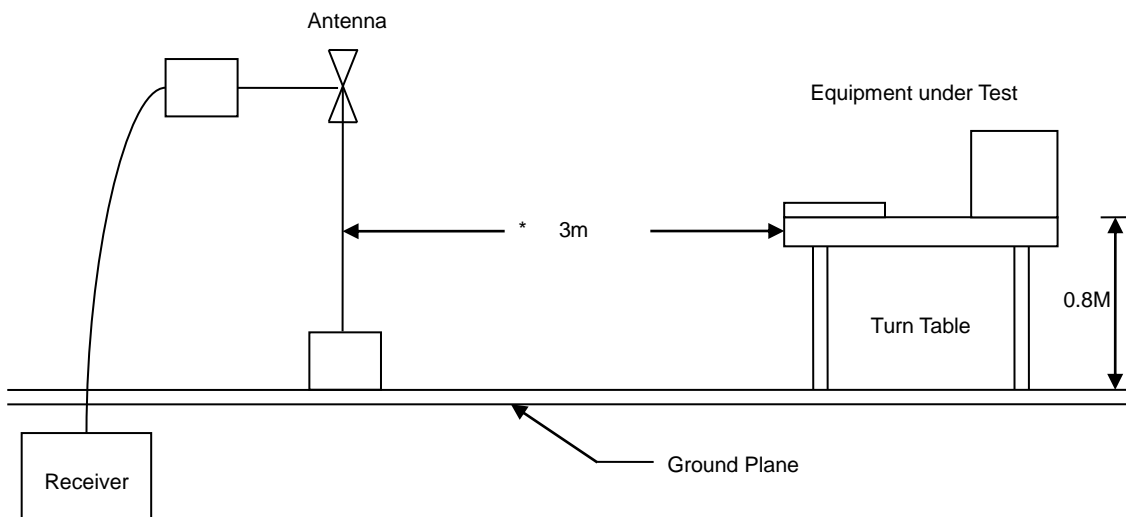 Antenna
Equipment under Test
* 3m
0.8M
Turn Table
Ground Plane
Receiver